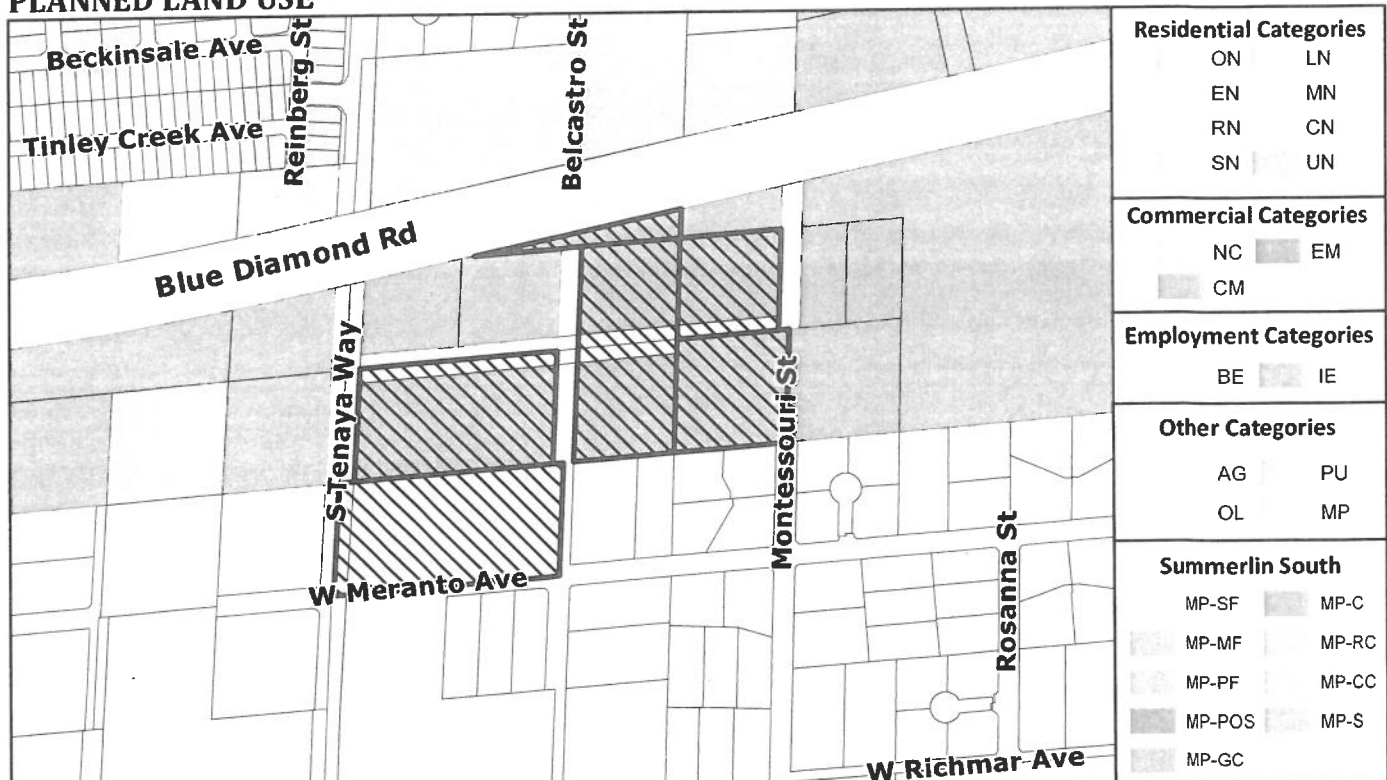 PLANNED LAND USE
Beckinsale Ave
Tinley Creek Ave
Reinberg St
Belcastro St
Blue Diamond Rd
S Tenaya Way
Montessouri St
W Meranto Ave
Rosanna St
W Richmar Ave
Residential Categories
ON LN
EN MN
RN CN
SN UN
Commercial Categories
NC EM
CM
Employment Categories
BE IE
Other Categories
AG PU
OL MP
Summerlin South
MP-SF MP-C
MP-MF MP-RC
MP-PF MP-CC
MP-POS MP-S
MP-GC